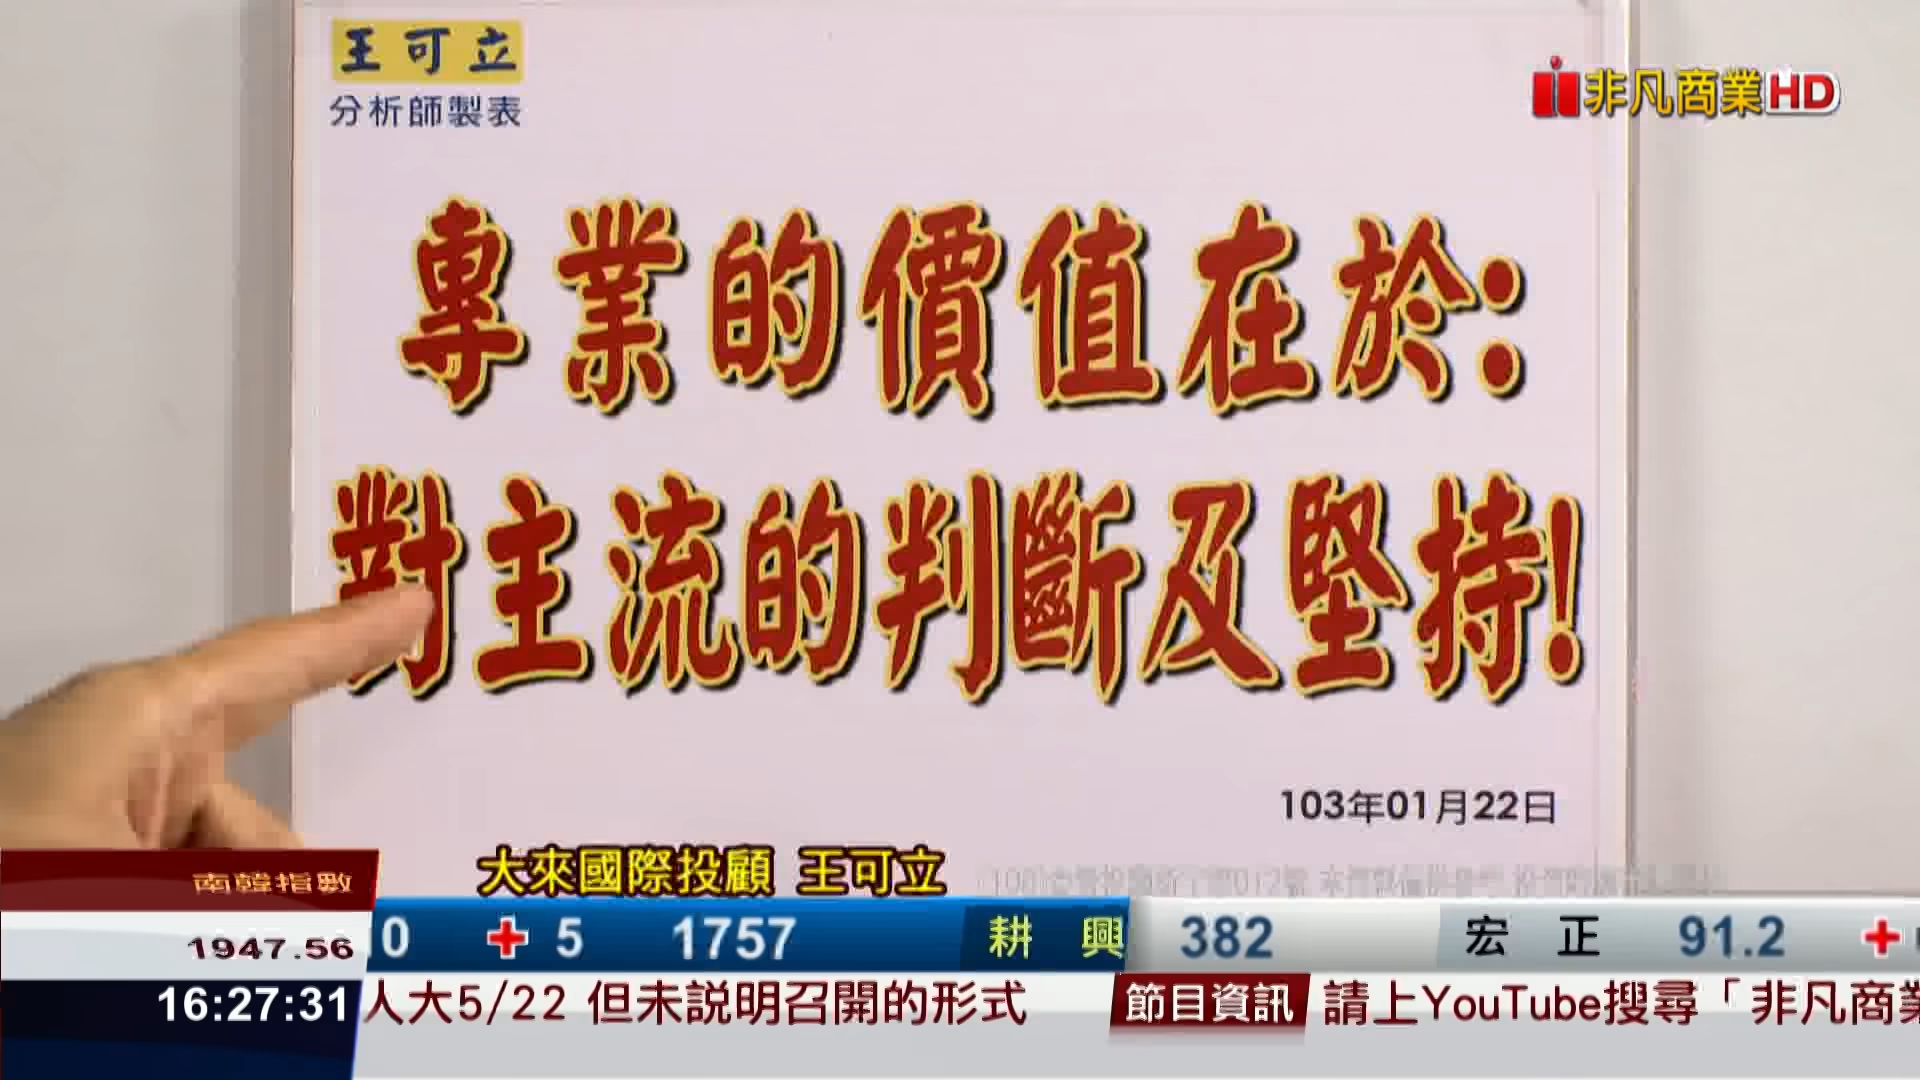 王可立
分析師製表
非凡商業HD
專業的價值在於:
對主流的判斷及堅持!
103年01月22日
大來國際投顧 王可立
南韓指數
1947.56
0 + 5 1757 耕興 382 宏正 91.2 +
16:27:31
人大5/22 但未説明召開的形式
節目資訊 請上YouTube搜尋「非凡商業